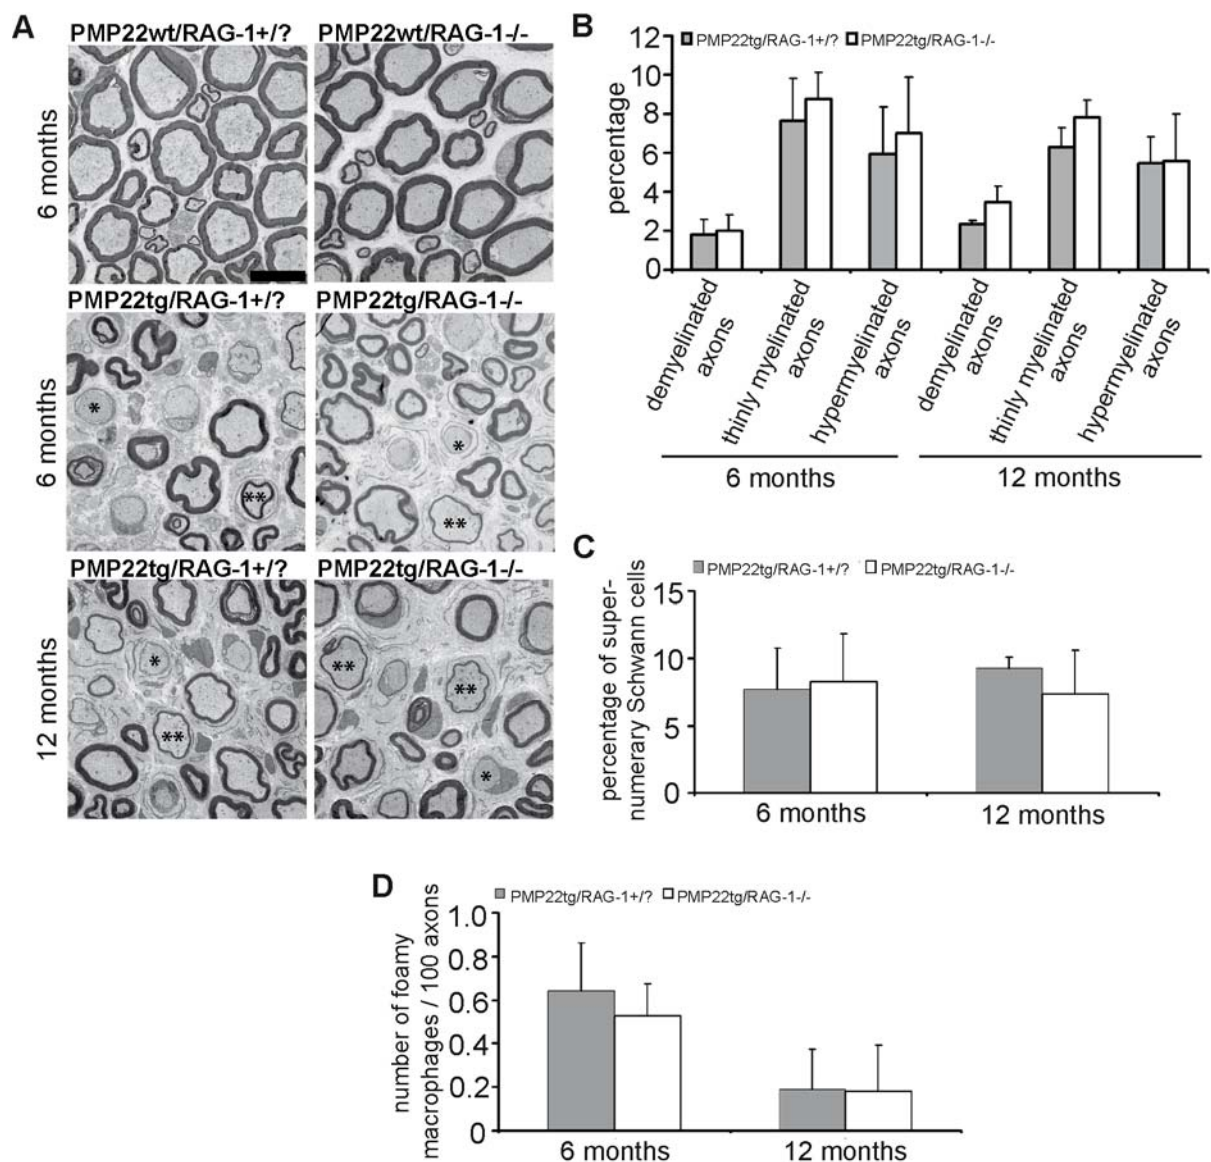 A
PMP22wt/RAG-1+/?
PMP22wt/RAG-1-/-
6 months
PMP22tg/RAG-1+/?
PMP22tg/RAG-1-/-
6 months
*
**
*
**
PMP22tg/RAG-1+/?
PMP22tg/RAG-1-/-
12 months
*
**
**
**
*
B
PMP22tg/RAG-1+/?
PMP22tg/RAG-1-/-
percentage
12
10
8
6
4
2
0
demyelinated
axons
thinly myelinated
axons
hypermyelinated
axons
demyelinated
axons
thinly myelinated
axons
hypermyelinated
axons
6 months
12 months
C
PMP22tg/RAG-1+/?
PMP22tg/RAG-1-/-
percentage of super-
numerary Schwann cells
15
10
5
0
6 months
12 months
D
PMP22tg/RAG-1+/?
PMP22tg/RAG-1-/-
number of foamy
macrophages / 100 axons
1.0
0.8
0.6
0.4
0.2
0
6 months
12 months